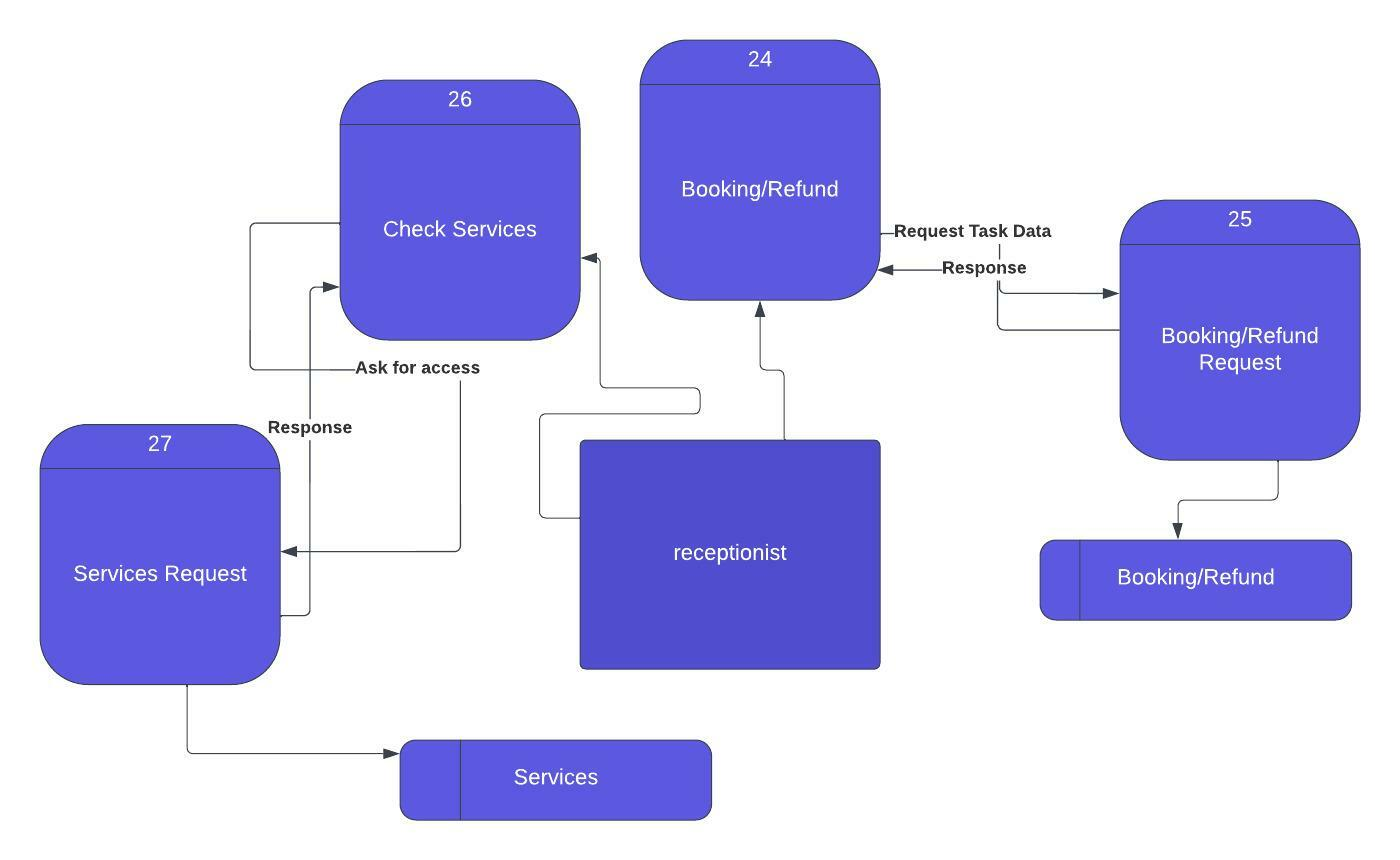 24
Booking/Refund
26
Check Services
25
Booking/Refund
Request
Request Task Data
Response
Ask for access
Response
27
Services Request
receptionist
Booking/Refund
Services